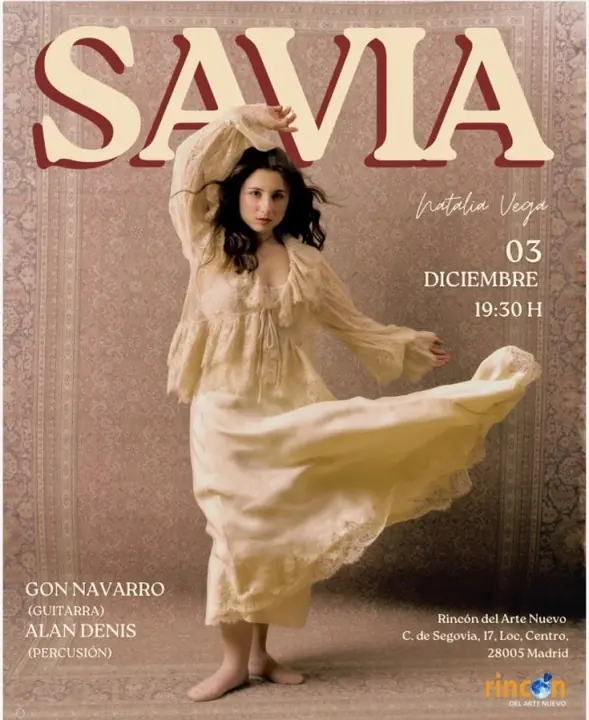 SAVIA
Natalia Vega
03
DICIEMBRE
19:30 H
GON NAVARRO
(GUITARRA)
ALAN DENIS
(PERCUSIÓN)
Rincón del Arte Nuevo
C. de Segovia, 17, Loc, Centro,
28005 Madrid
rincón
DEL ARTE NUEVO